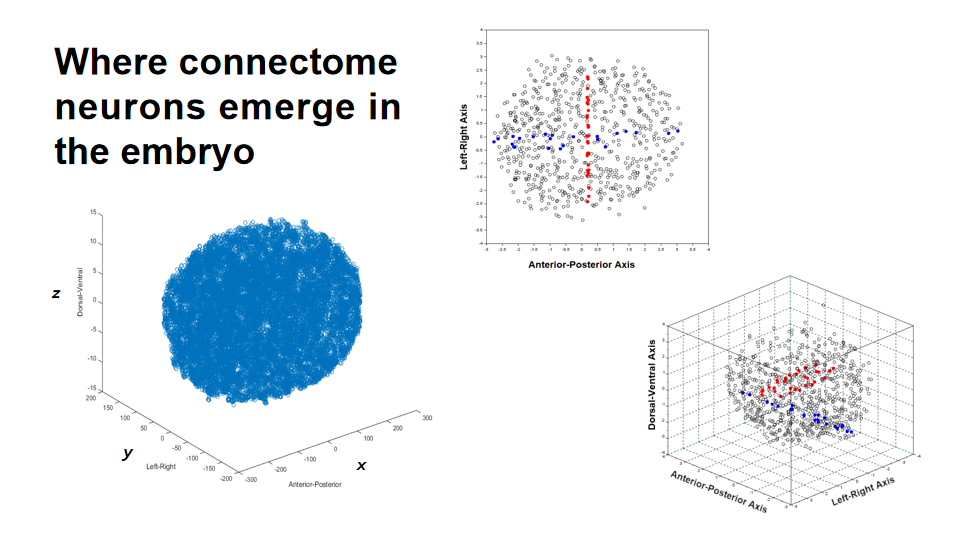 Where connectome
neurons emerge in
the embryo
Left-Right Axis
Anterior-Posterior Axis
15
10
5
0
-5
-10
-15
Dorsal-Ventral
z
200
150
100
50
0
-50
-100
-150
-200
y
Left-Right
-300
-200
-100
0
100
200
300
x
Anterior-Posterior
Dorsal-Ventral Axis
Anterior-Posterior Axis
Left-Right Axis